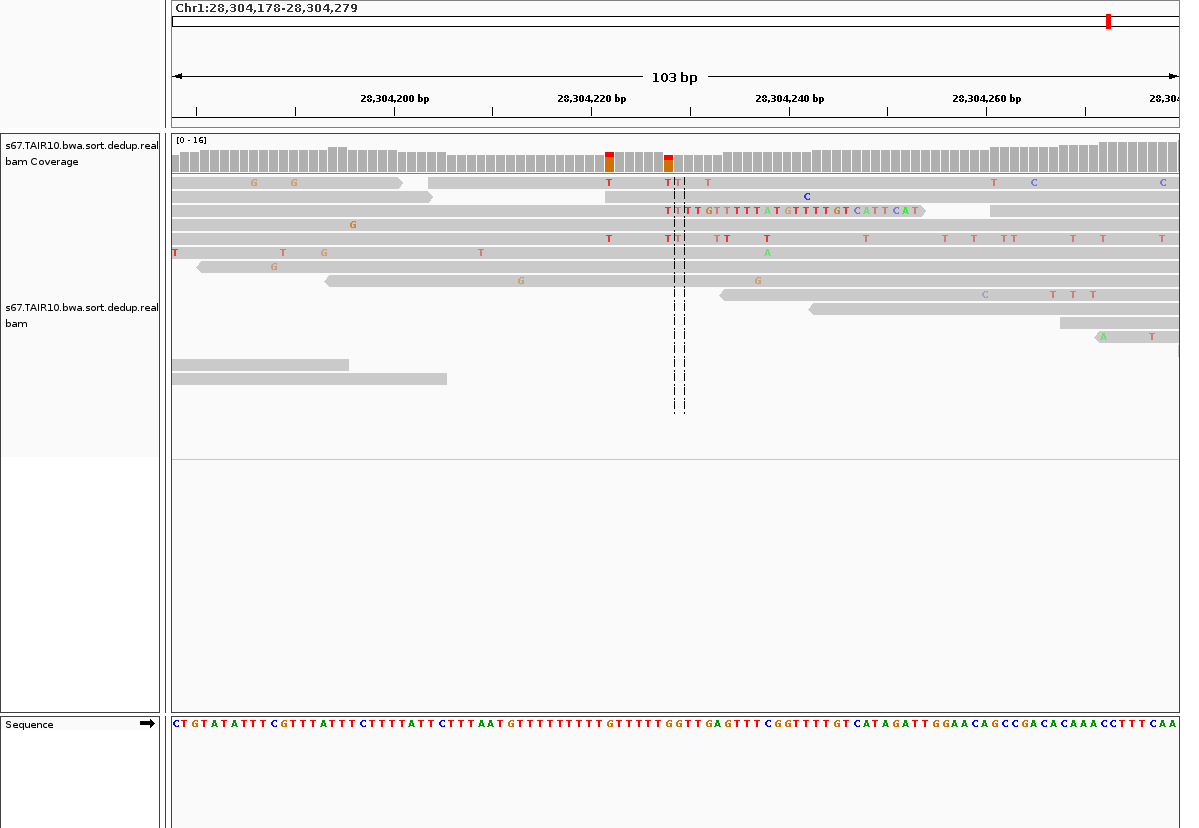 Chr1:28,304,178-28,304,279
103 bp
28,304,200 bp 28,304,220 bp 28,304,240 bp 28,304,260 bp 28,304
s67.TAIR10.bwa.sort.dedup.real
bam Coverage
[0 - 16]
G G T T T T T C C
C
T T T T G T T T T T A T G T T T T G T C A T T C A T
G
T T T T T T T T T T T T T T
T T G T A
G
G G
s67.TAIR10.bwa.sort.dedup.real
bam
C T T T
A T
Sequence
C T G T A T A T T T C G T T T A T T T C T T T T A T T C T T T A A T G T T T T T T T T T G T T T T T G G T T G A G T T T C G G T T T T G T C A T A G A T T G G A A C A G C C G A C A C A A A C C T T T C A A